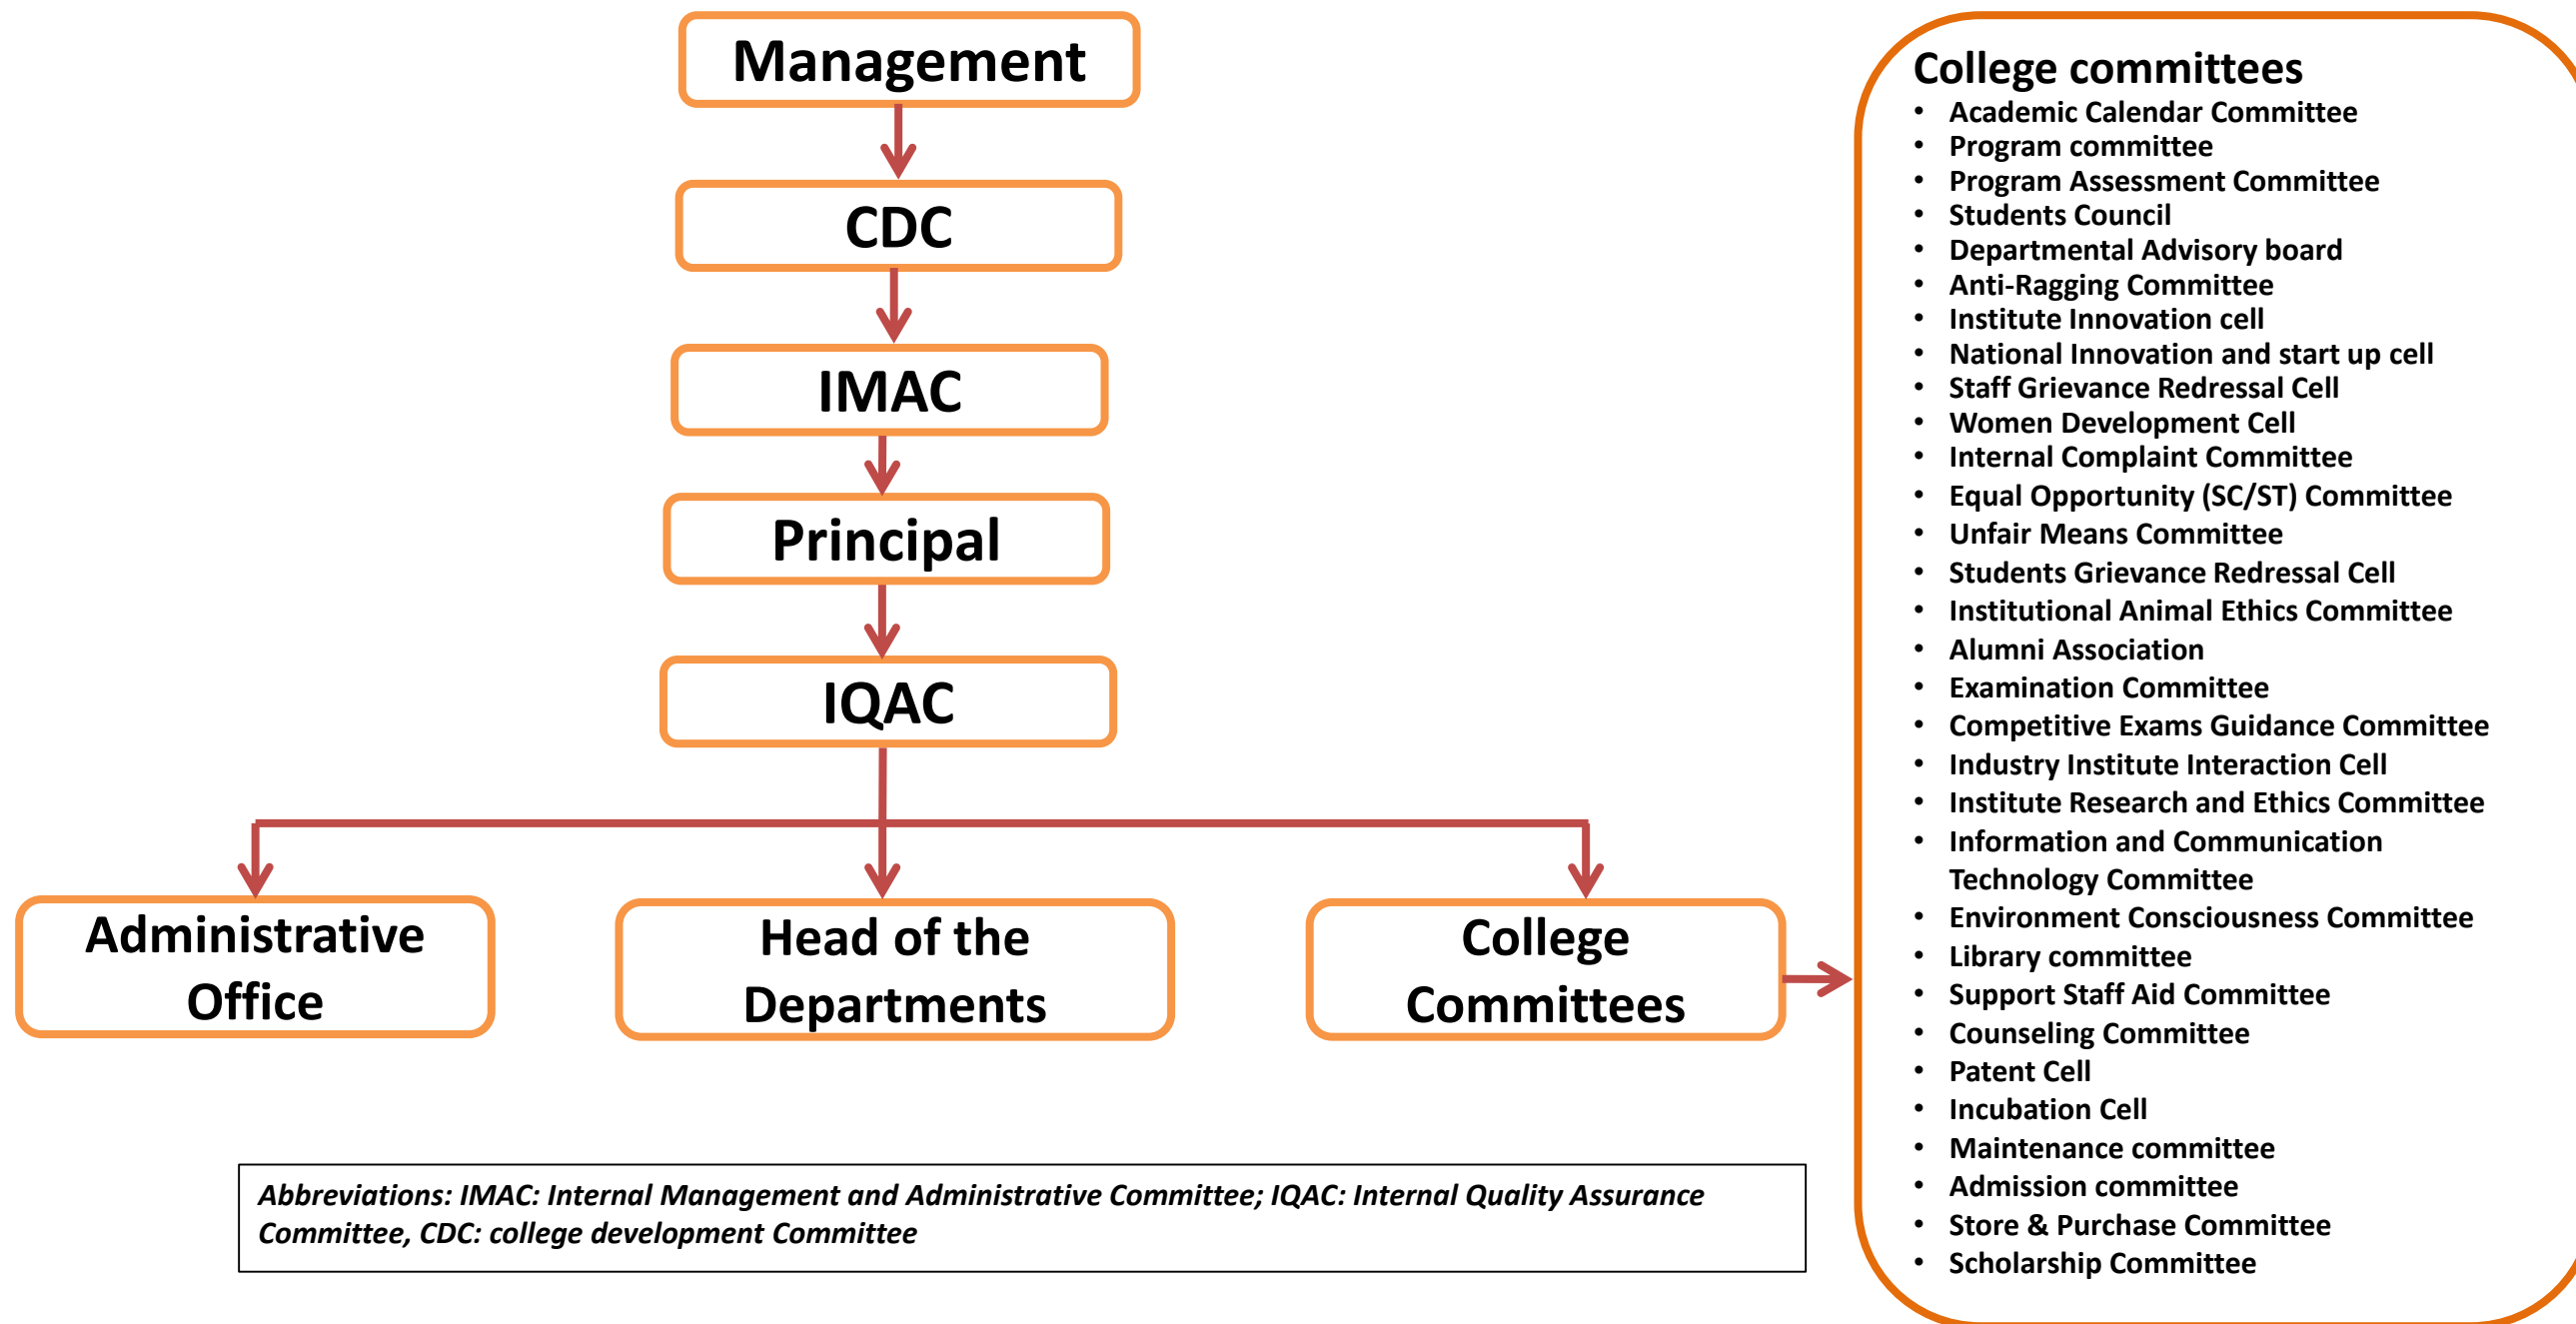 Management
CDC
IMAC
Principal
IQAC
Administrative
Office
Head of the
Departments
College
Committees
Abbreviations: IMAC: Internal Management and Administrative Committee; IQAC: Internal Quality Assurance
Committee, CDC: college development Committee
College committees
• Academic Calendar Committee
• Program committee
• Program Assessment Committee
• Students Council
• Departmental Advisory board
• Anti-Ragging Committee
• Institute Innovation cell
• National Innovation and start up cell
• Staff Grievance Redressal Cell
• Women Development Cell
• Internal Complaint Committee
• Equal Opportunity (SC/ST) Committee
• Unfair Means Committee
• Students Grievance Redressal Cell
• Institutional Animal Ethics Committee
• Alumni Association
• Examination Committee
• Competitive Exams Guidance Committee
• Industry Institute Interaction Cell
• Institute Research and Ethics Committee
• Information and Communication
Technology Committee
• Environment Consciousness Committee
• Library committee
• Support Staff Aid Committee
• Counseling Committee
• Patent Cell
• Incubation Cell
• Maintenance committee
• Admission committee
• Store & Purchase Committee
• Scholarship Committee